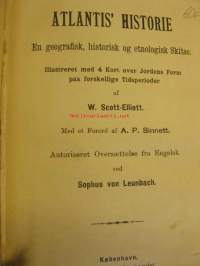 ATLANTIS' HISTORIE
En geografisk, historisk og etnologisk Skitse.
Illustreret med 4 Kort over Jordens Form
paa forskellige Tidsperioder
af
W. Scott-Elliott.
Med et Forord af A. P. Sinnett.
Autoriseret Oversættelse fra Engelsk
ved
Sophus von Leunbach.
København.